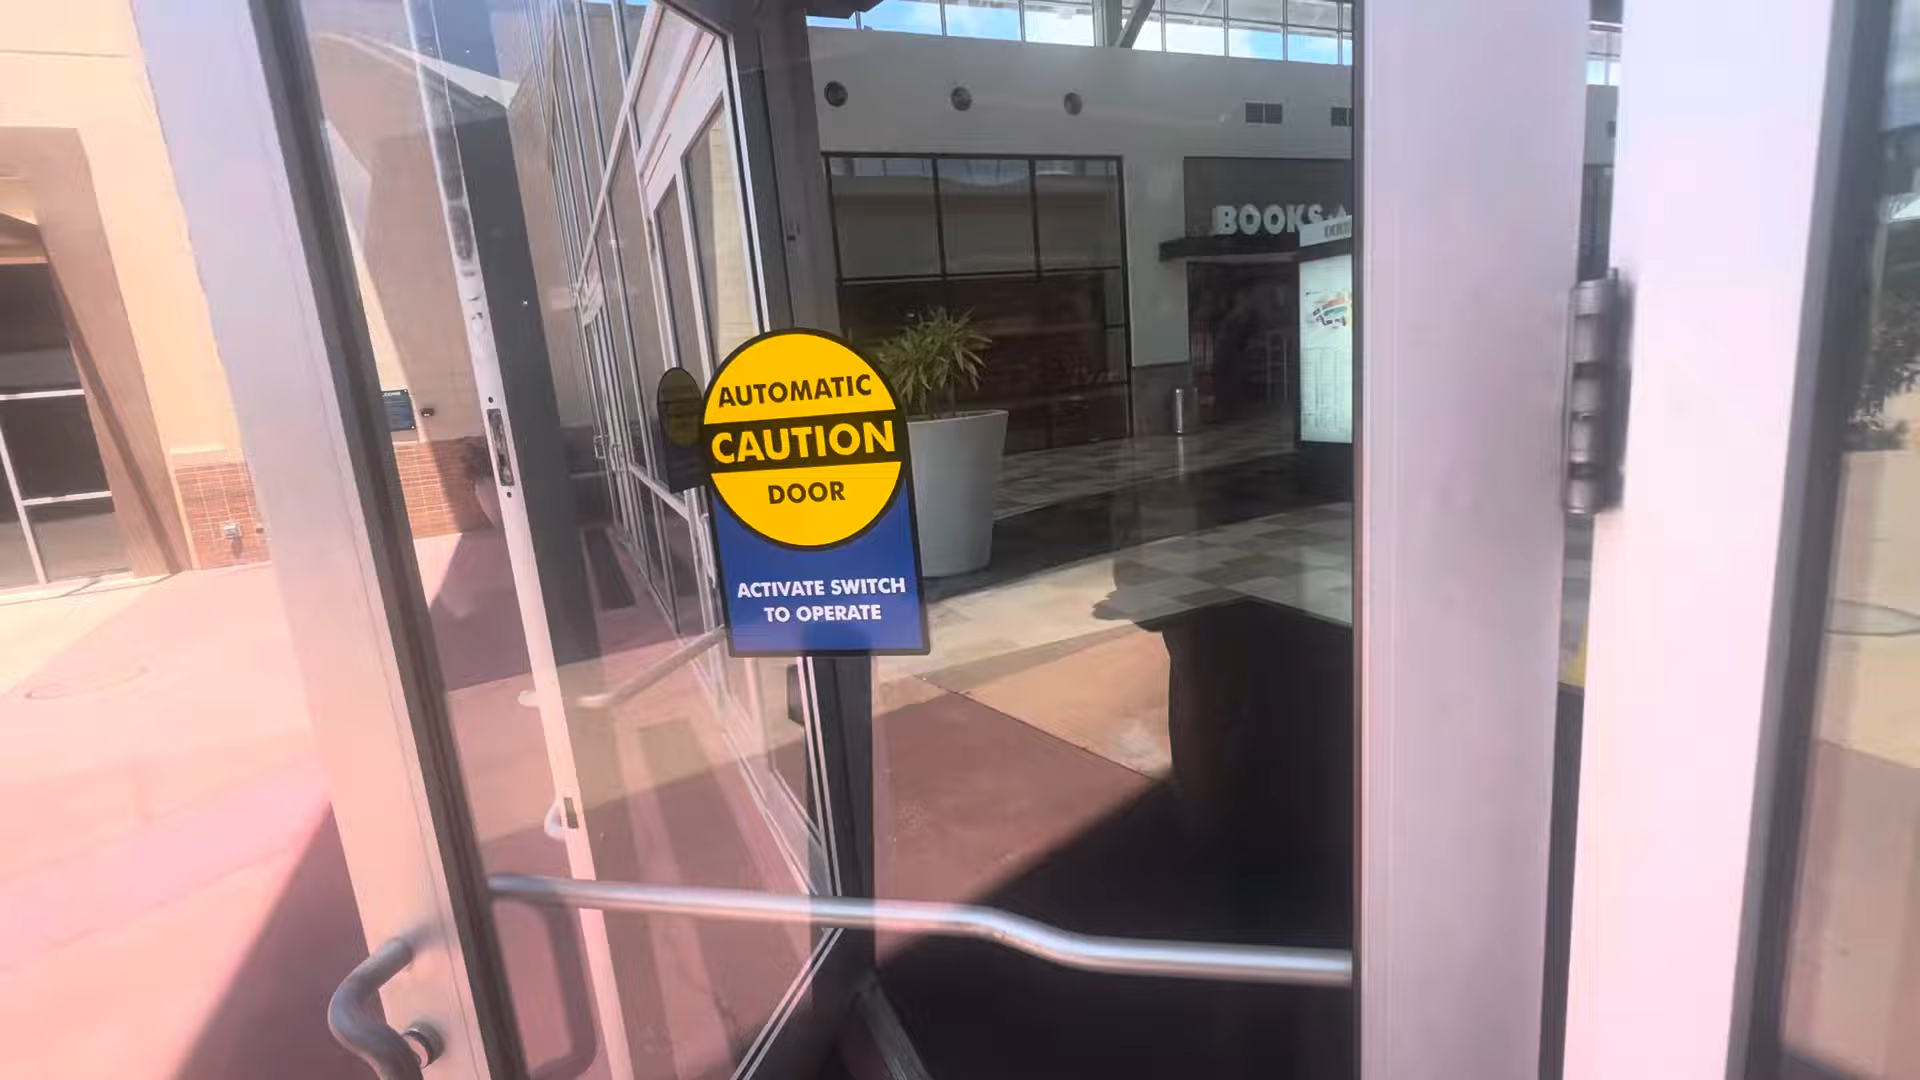 BOOKS
AUTOMATIC
CAUTION
DOOR
ACTIVATE SWITCH
TO OPERATE